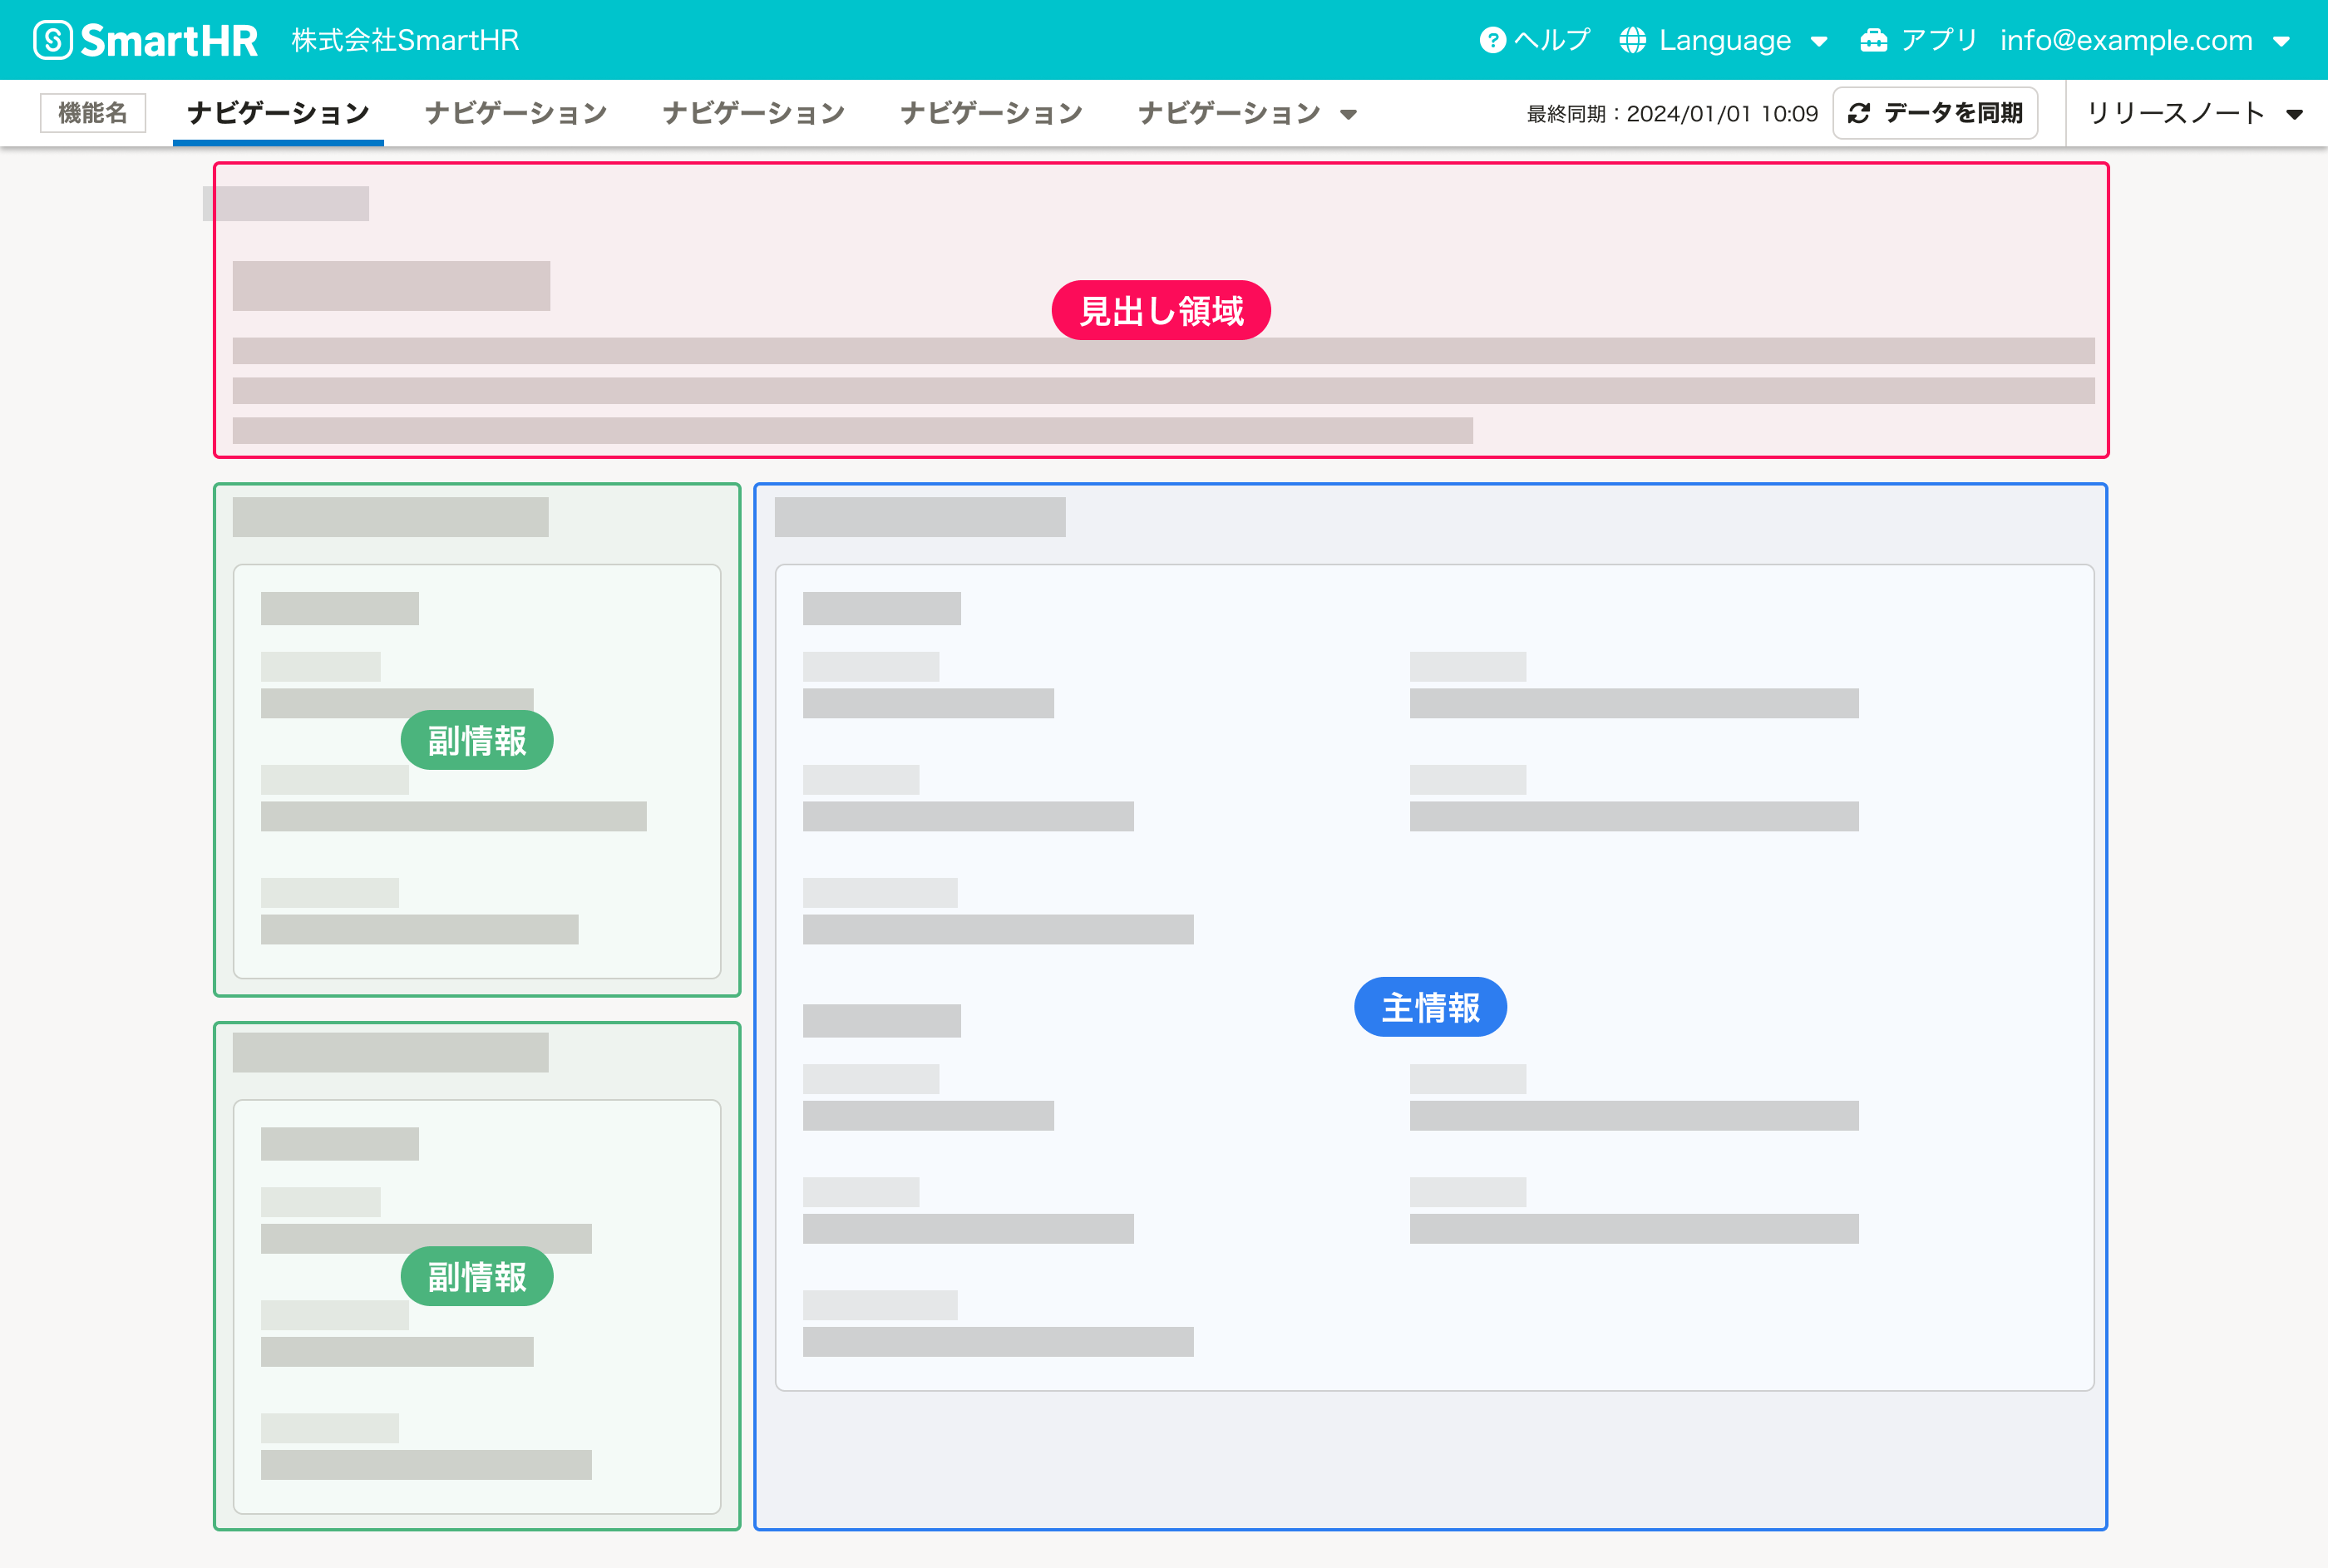 SmartHR 株式会社SmartHR ヘルプ Language アプリ info@example.com
機能名 ナビゲーション ナビゲーション ナビゲーション ナビゲーション ナビゲーション 最終同期：2024/01/01 10:09 データを同期 リリースノート
見出し領域
副情報
主情報
副情報